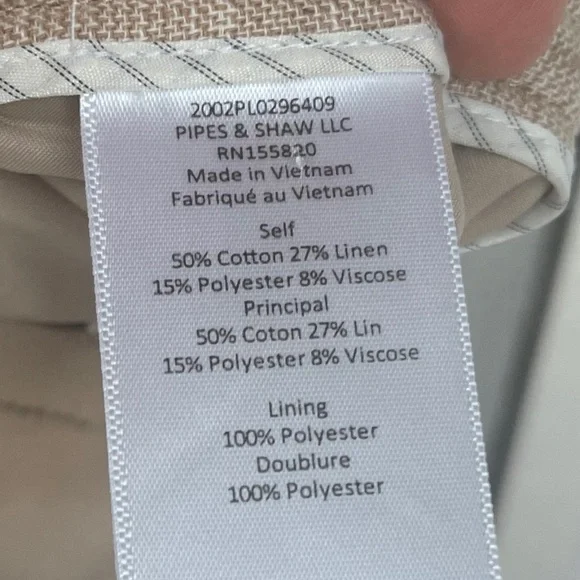 2002PL0296409
PIPES & SHAW LLC
RN155820
Made in Vietnam
Fabriqué au Vietnam
Self
50% Cotton 27% Linen
15% Polyester 8% Viscose
Principal
50% Coton 27% Lin
15% Polyester 8% Viscose
Lining
100% Polyester
Doublure
100% Polyester